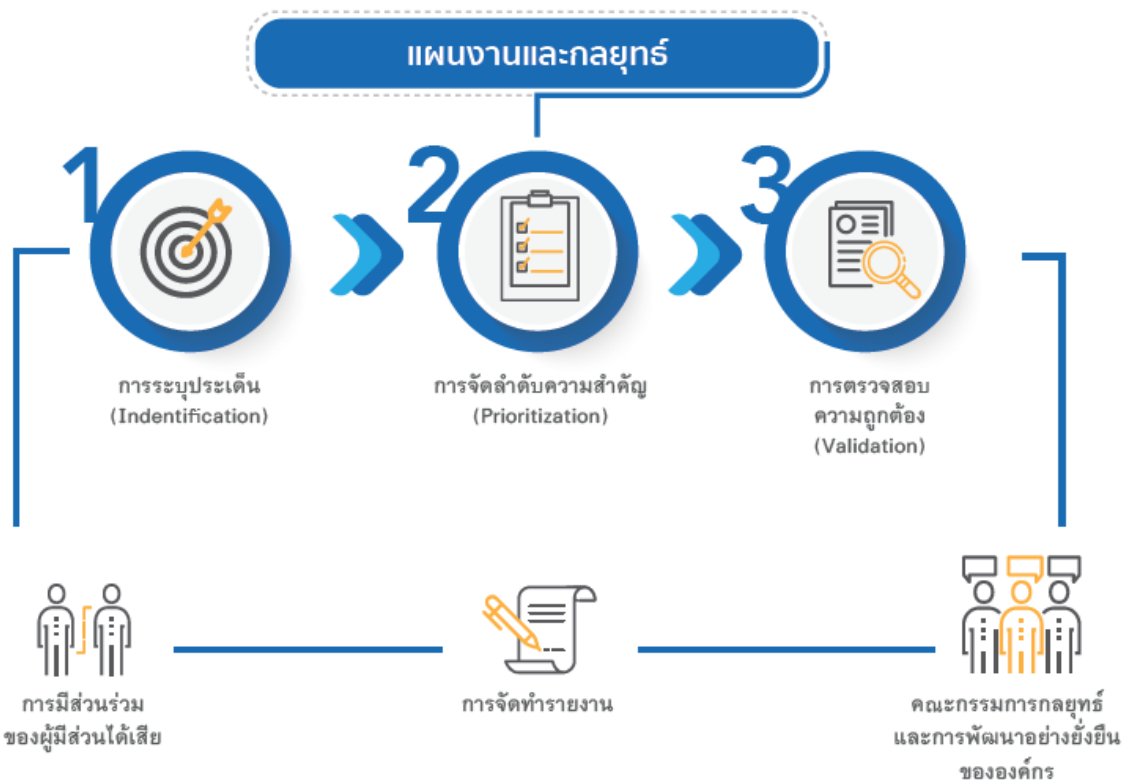 แผนงานและกลยุทธ์
1
2
3
การระบุประเด็น
(Indentification)
การจัดลำดับความสำคัญ
(Prioritization)
การตรวจสอบ
ความถูกต้อง
(Validation)
การมีส่วนร่วม
ของผู้มีส่วนได้เสีย
การจัดทำรายงาน
คณะกรรมการกลยุทธ์
และการพัฒนาอย่างยั่งยืน
ขององค์กร